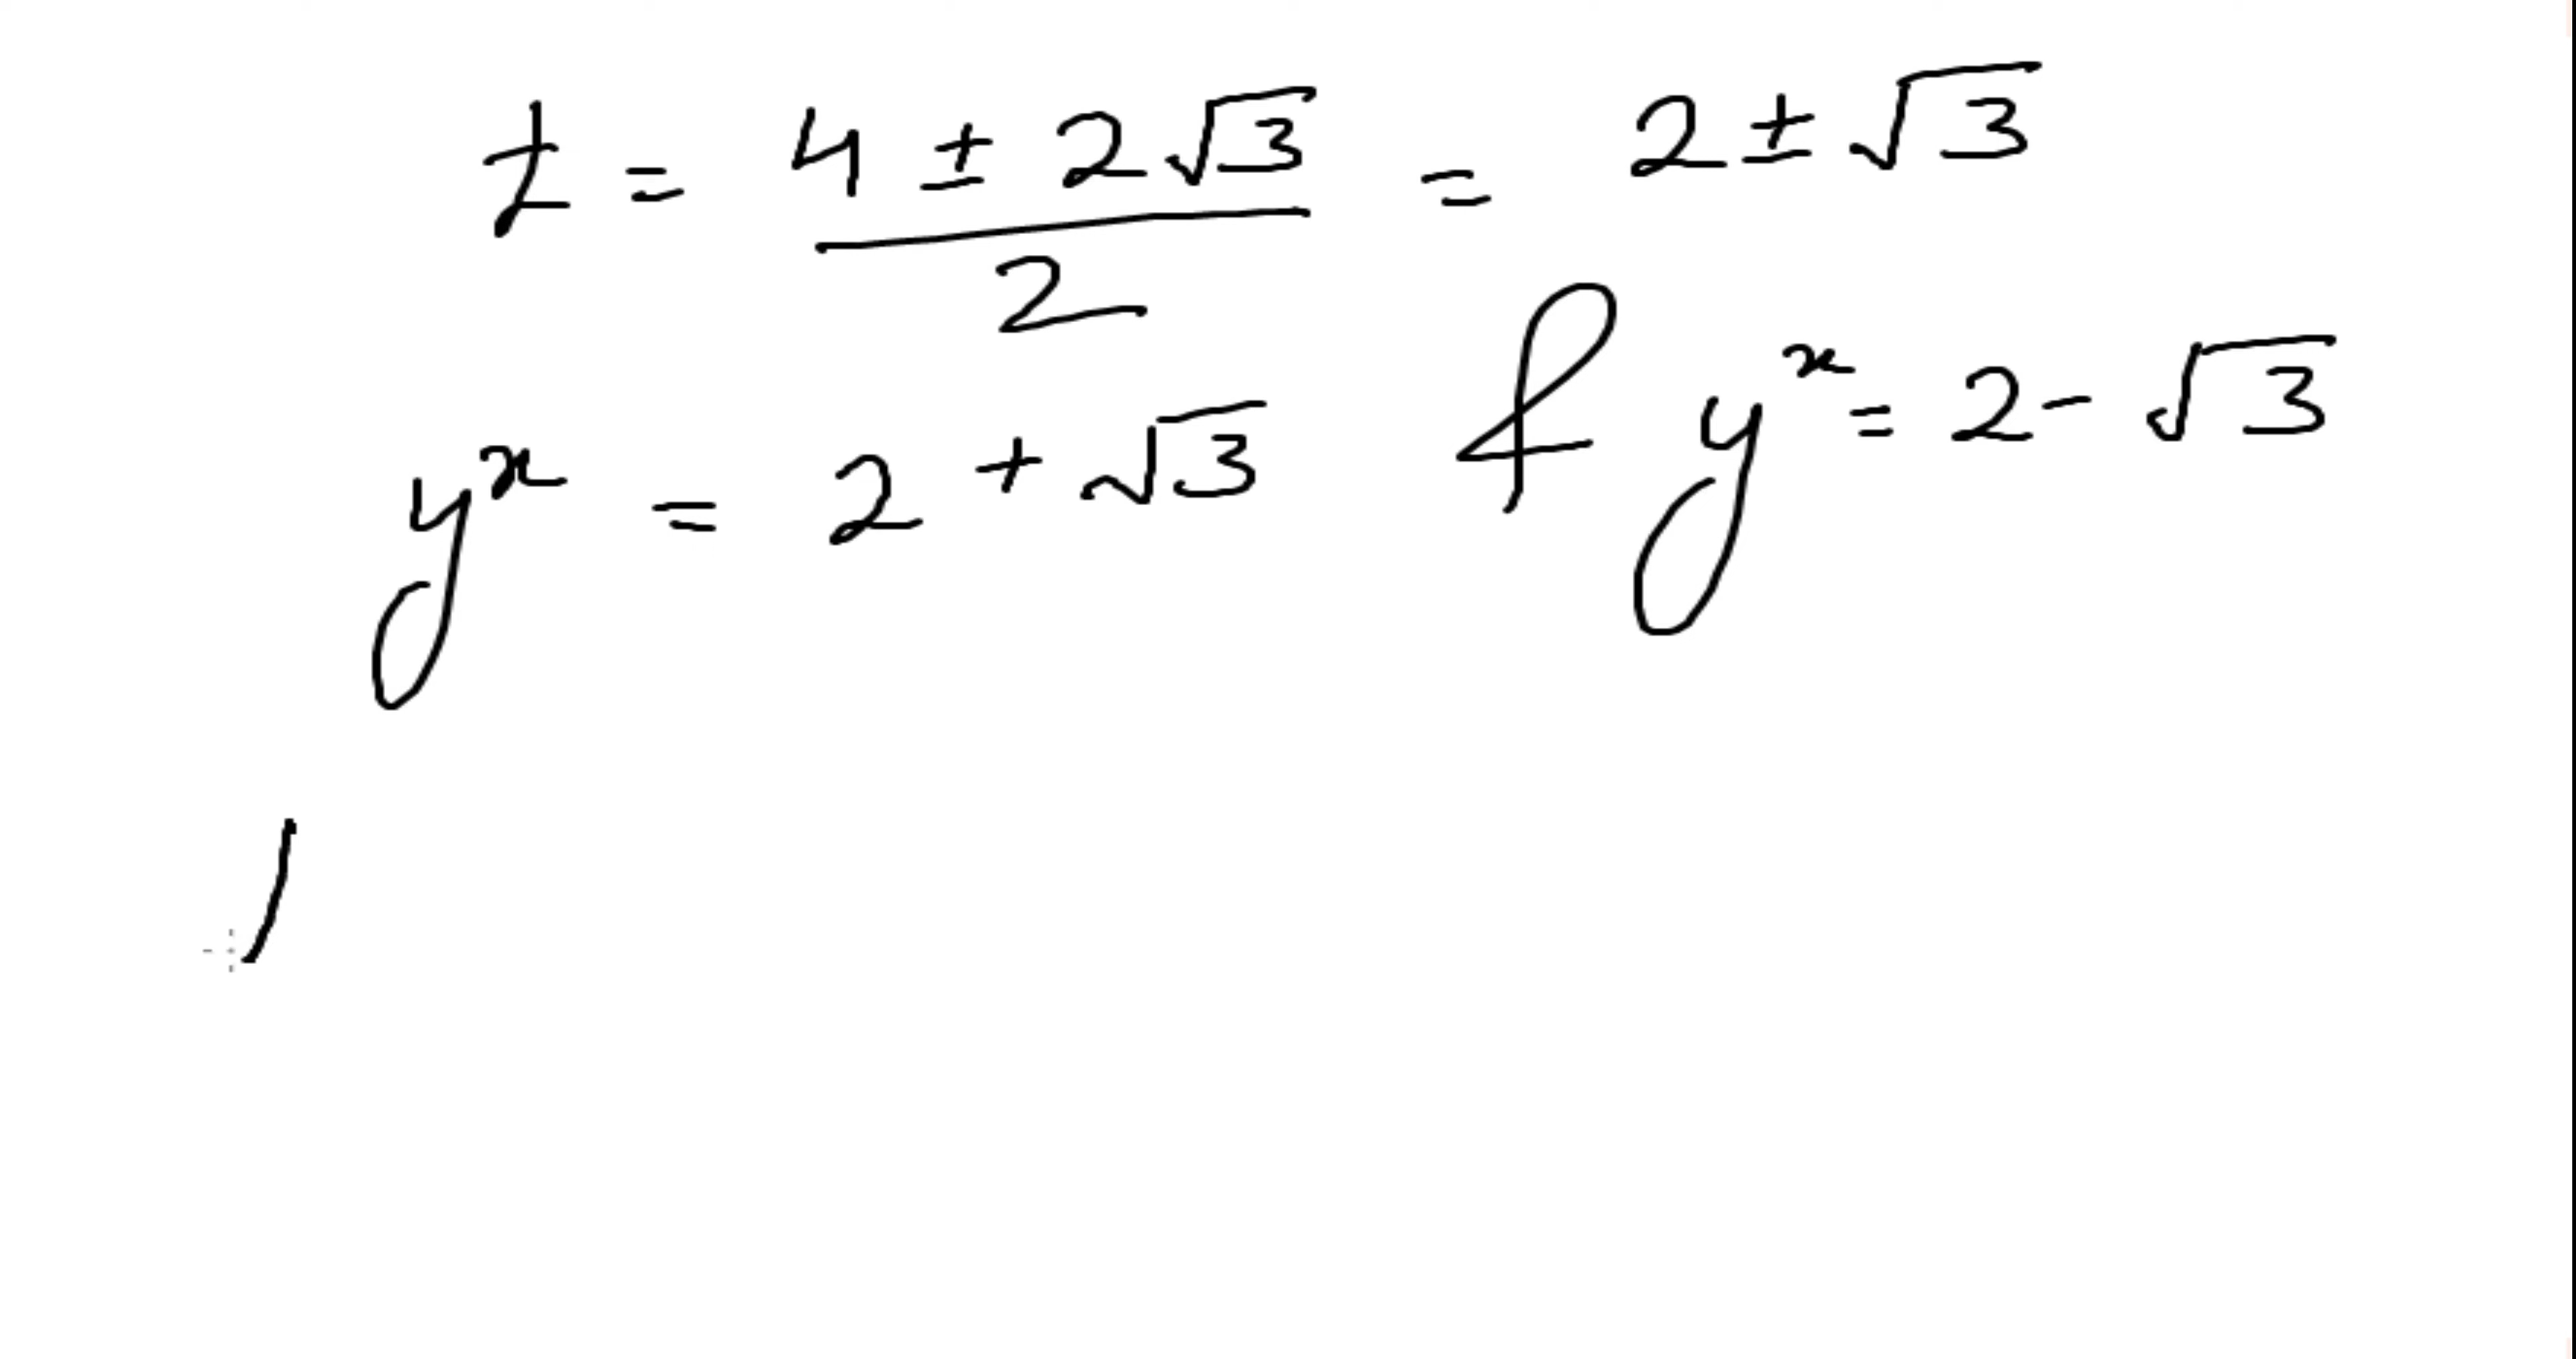 t = (4 ± 2√3)/2 = 2 ± √3
y^x = 2 + √3 & y^x = 2 - √3